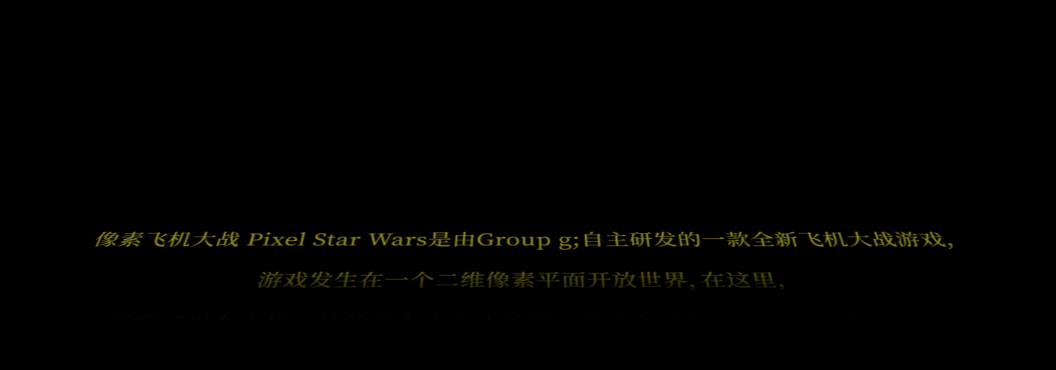 像素飞机大战 Pixel Star Wars是由Group g;自主研发的一款全新飞机大战游戏,
游戏发生在一个二维像素平面开放世界, 在这里,